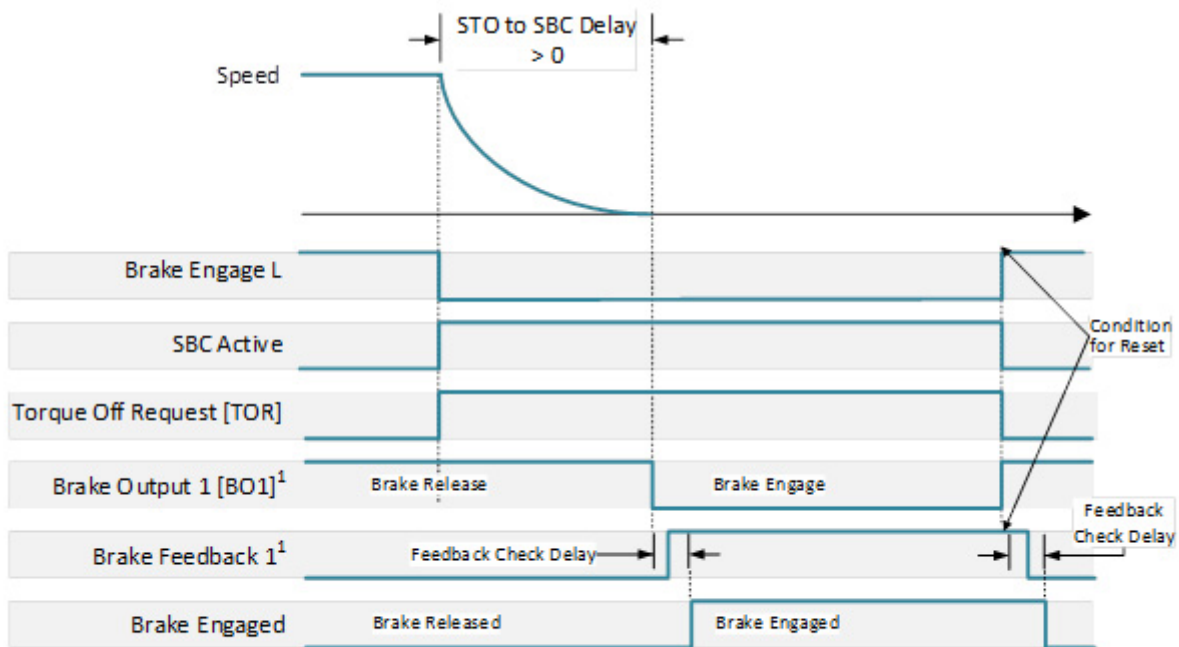 STO to SBC Delay
> 0
Speed
Brake Engage L
SBC Active
Condition
for Reset
Torque Off Request [TOR]
Brake Output 1 [BO1]¹
Brake Release
Brake Engage
Feedback
Check Delay
Brake Feedback 1¹
Feedback Check Delay
Brake Engaged
Brake Released
Brake Engaged